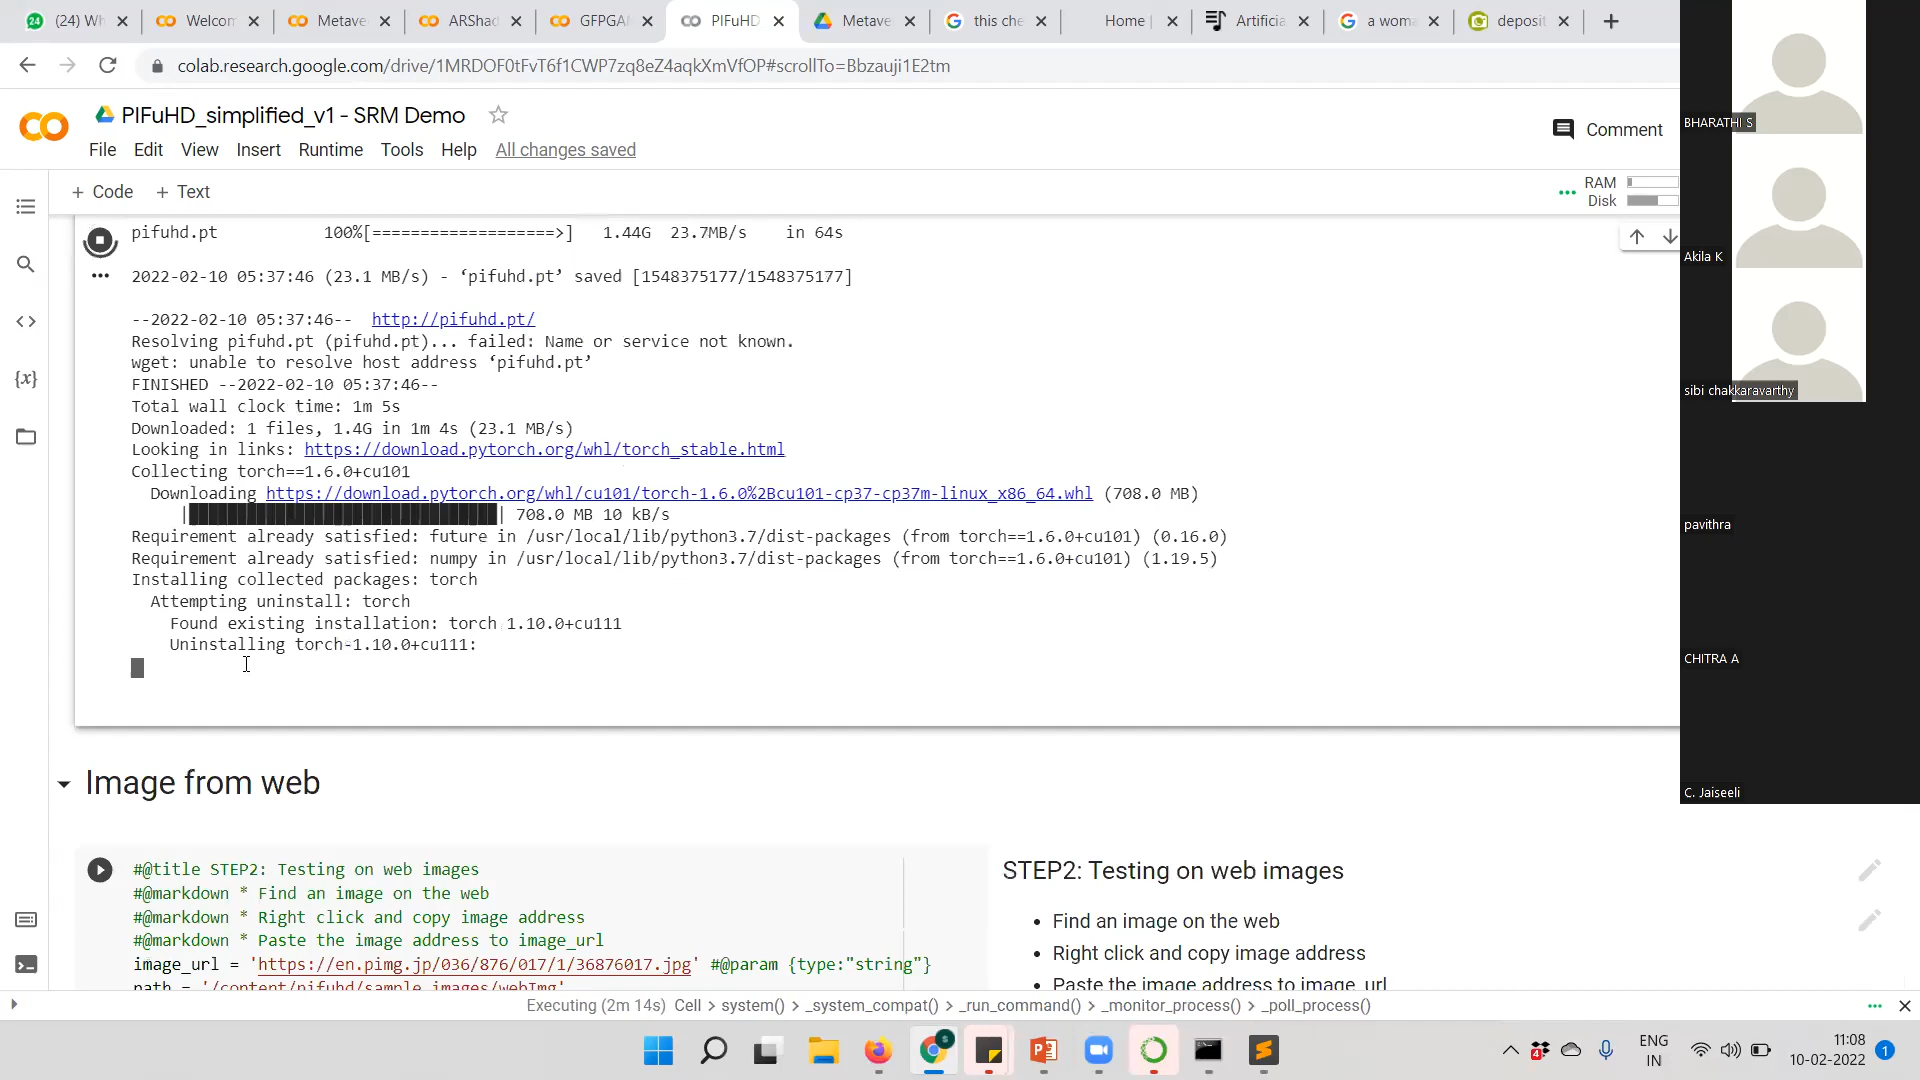 (24) Wh
Welcom
Metave
ARShad
GFPGA
PIFuHD
Metave
this che
Home |
Artificia
a woma
deposit
colab.research.google.com/drive/1MRDOF0tFvT6f1CWP7zq8eZ4aqkXmVfOP#scrollTo=Bbzauji1E2tm
PIFuHD_simplified_v1 - SRM Demo
Comment
File Edit View Insert Runtime Tools Help All changes saved
+ Code + Text
RAM
Disk
pifuhd.pt 100%[===================>] 1.44G 23.7MB/s in 64s
2022-02-10 05:37:46 (23.1 MB/s) - ‘pifuhd.pt’ saved [1548375177/1548375177]
--2022-02-10 05:37:46-- http://pifuhd.pt/
Resolving pifuhd.pt (pifuhd.pt)... failed: Name or service not known.
wget: unable to resolve host address ‘pifuhd.pt’
FINISHED --2022-02-10 05:37:46--
Total wall clock time: 1m 5s
Downloaded: 1 files, 1.4G in 1m 4s (23.1 MB/s)
Looking in links: https://download.pytorch.org/whl/torch_stable.html
Collecting torch==1.6.0+cu101
Downloading https://download.pytorch.org/whl/cu101/torch-1.6.0%2Bcu101-cp37-cp37m-linux_x86_64.whl (708.0 MB)
|████████████████████████████████| 708.0 MB 10 kB/s
Requirement already satisfied: future in /usr/local/lib/python3.7/dist-packages (from torch==1.6.0+cu101) (0.16.0)
Requirement already satisfied: numpy in /usr/local/lib/python3.7/dist-packages (from torch==1.6.0+cu101) (1.19.5)
Installing collected packages: torch
Attempting uninstall: torch
Found existing installation: torch 1.10.0+cu111
Uninstalling torch-1.10.0+cu111:
Image from web
#@title STEP2: Testing on web images
#@markdown * Find an image on the web
#@markdown * Right click and copy image address
#@markdown * Paste the image address to image_url
image_url = 'https://en.pimg.jp/036/876/017/1/36876017.jpg' #@param {type:"string"}
path = '/content/pifuhd/sample_images/webImg'
STEP2: Testing on web images
• Find an image on the web
• Right click and copy image address
• Paste the image address to image_url
Executing (2m 14s) Cell > system() > _system_compat() > _run_command() > _monitor_process() > _poll_process()
BHARATHI S
Akila K
sibi chakkaravarthy
pavithra
CHITRA A
C. Jaiseeli
ENG
IN
11:08
10-02-2022
1